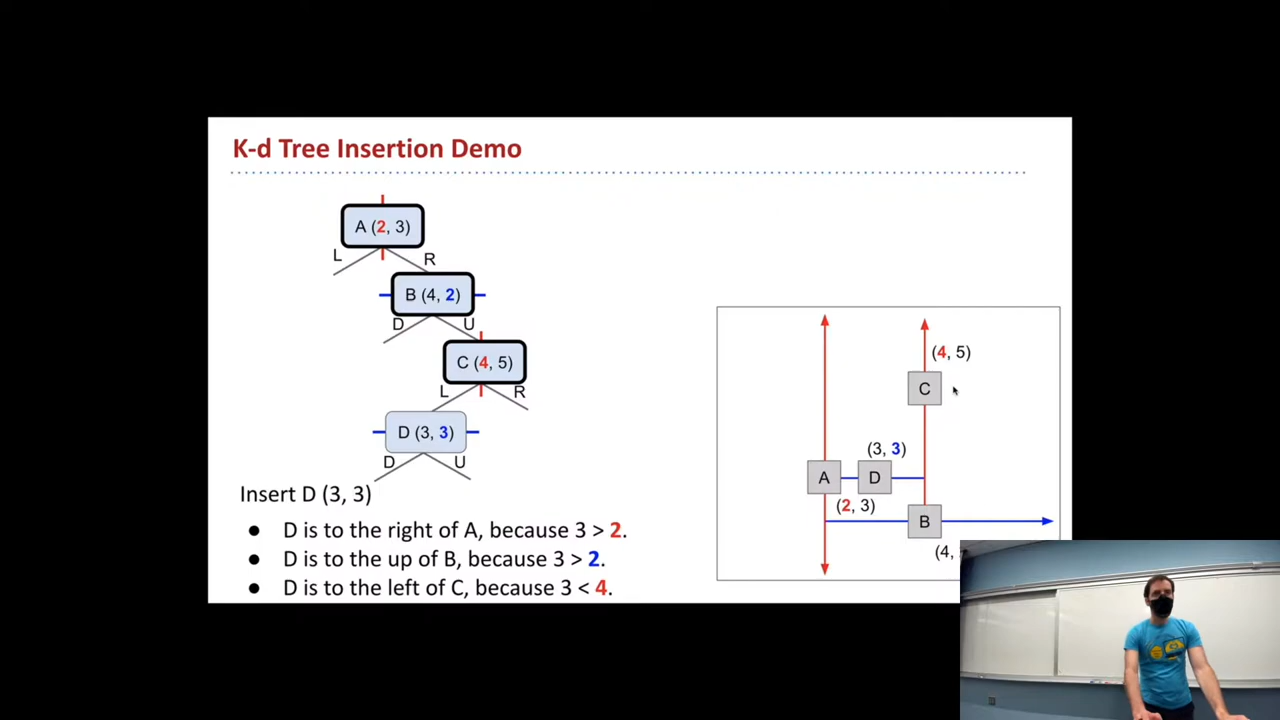 K-d Tree Insertion Demo
A (2, 3)
L
R
B (4, 2)
D
U
C (4, 5)
L
R
D (3, 3)
D
U
Insert D (3, 3)
● D is to the right of A, because 3 > 2.
● D is to the up of B, because 3 > 2.
● D is to the left of C, because 3 < 4.
(4, 5)
C
(3, 3)
A
D
(2, 3)
B
(4,